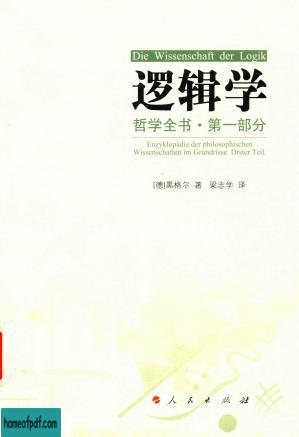 Die Wissenschaft der Logik
逻辑学
哲学全书·第一部分
Enzyklopädie der philosophischen
Wissenschaften im Grundrisse. Drster Teil.
[德]黑格尔 著 梁志学 译
人民出版社
homeofpdf.com